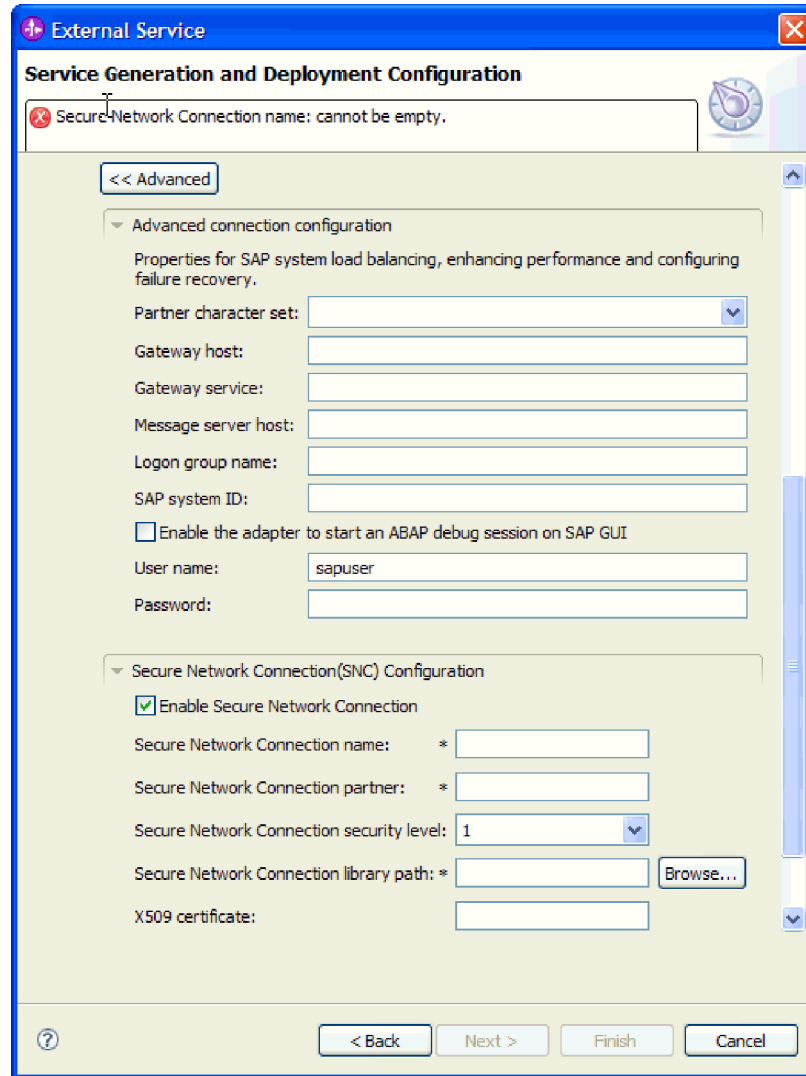 External Service
Service Generation and Deployment Configuration
Secure Network Connection name: cannot be empty.
<< Advanced
Advanced connection configuration
Properties for SAP system load balancing, enhancing performance and configuring
failure recovery.
Partner character set:
Gateway host:
Gateway service:
Message server host:
Logon group name:
SAP system ID:
Enable the adapter to start an ABAP debug session on SAP GUI
User name: sapuser
Password:
Secure Network Connection(SNC) Configuration
Enable Secure Network Connection
Secure Network Connection name: *
Secure Network Connection partner: *
Secure Network Connection security level: 1
Secure Network Connection library path: * Browse...
X509 certificate:
? < Back Next > Finish Cancel